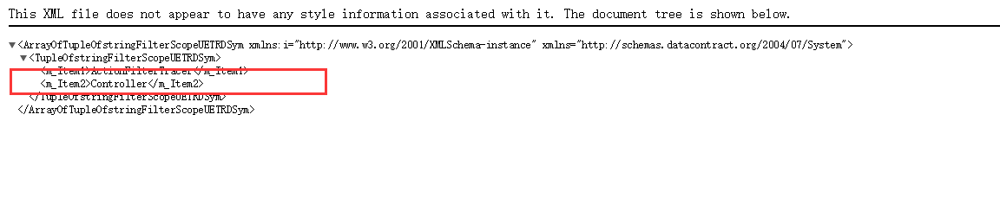 This XML file does not appear to have any style information associated with it. The document tree is shown below.
▼<ArrayOfTupleOfstringFilterScopeUETRDSym xmlns:i="http://www.w3.org/2001/XMLSchema-instance" xmlns="http://schemas.datacontract.org/2004/07/System">
▼<TupleOfstringFilterScopeUETRDSym>
<m_Item1>ActionFilterTracer</m_Item1>
<m_Item2>Controller</m_Item2>
</TupleOfstringFilterScopeUETRDSym>
</ArrayOfTupleOfstringFilterScopeUETRDSym>